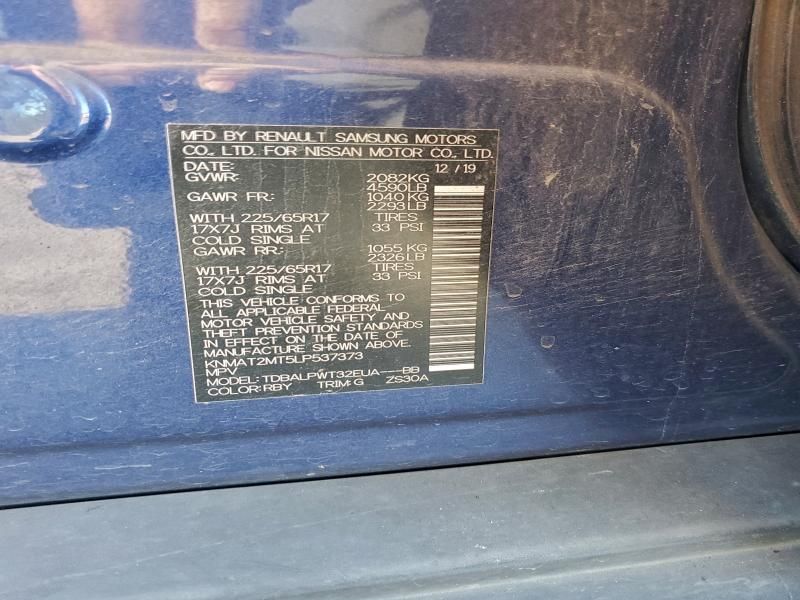 MFD BY RENAULT SAMSUNG MOTORS
CO., LTD. FOR NISSAN MOTOR CO., LTD.
DATE: 12 / 19
GVWR: 2082KG
4590LB
GAWR FR: 1040 KG
2293LB
WITH 225/65R17 TIRES
17X7J RIMS AT 33 PSI
COLD SINGLE
GAWR RR: 1055 KG
2326LB
WITH 225/65R17 TIRES
17X7J RIMS AT 33 PSI
COLD SINGLE
THIS VEHICLE CONFORMS TO
ALL APPLICABLE FEDERAL
MOTOR VEHICLE SAFETY AND
THEFT PREVENTION STANDARDS
IN EFFECT ON THE DATE OF
MANUFACTURE SHOWN ABOVE.
KNMAT2MT5LP537373
MPV
MODEL: TDBALPWT32EUA---BB
COLOR:RBY TRIM:G ZS30A